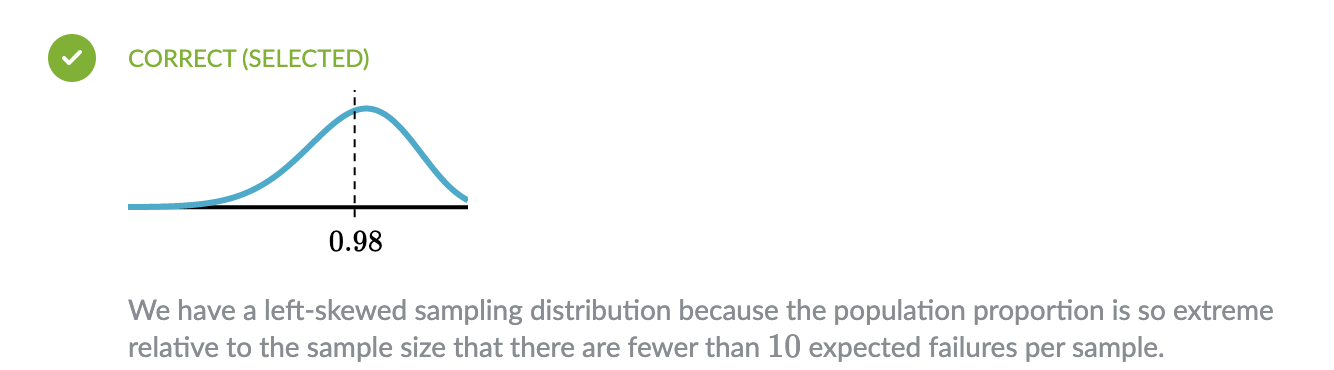 CORRECT (SELECTED)
0.98
We have a left-skewed sampling distribution because the population proportion is so extreme
relative to the sample size that there are fewer than 10 expected failures per sample.